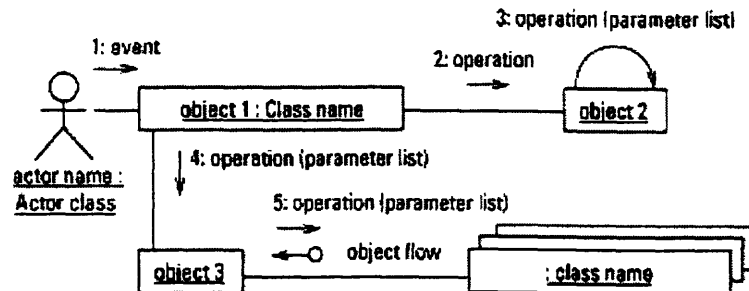 3: operation (parameter list)
1: event
2: operation
object 1 : Class name
object 2
actor name :
Actor class
4: operation (parameter list)
5: operation (parameter list)
object flow
object 3
: class name